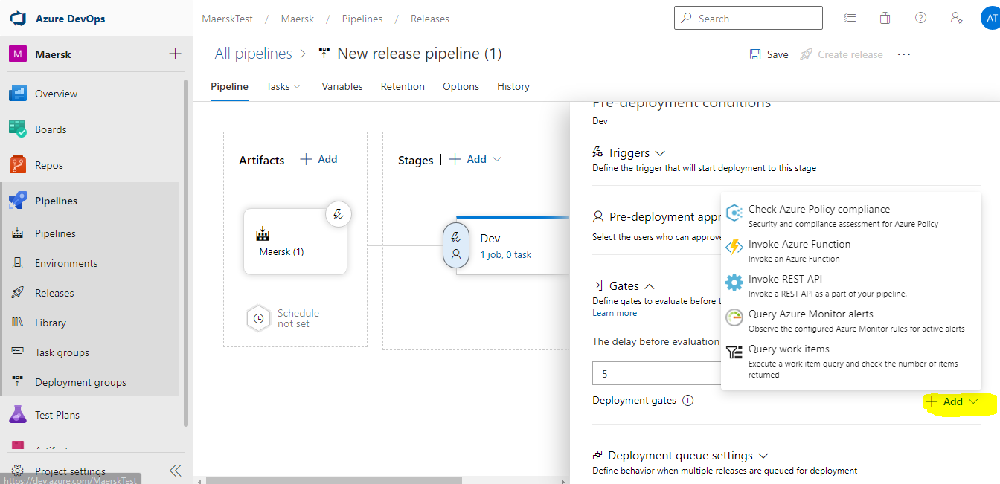 Azure DevOps
MaerskTest / Maersk / Pipelines / Releases
Search
AT
M Maersk
Overview
Boards
Repos
Pipelines
Pipelines
Environments
Releases
Library
Task groups
Deployment groups
Test Plans
Project settings
https://dev.azure.com/MaerskTest
All pipelines > New release pipeline (1)
Save
Create release
...
Pipeline
Tasks
Variables
Retention
Options
History
Artifacts | + Add
_Maersk (1)
Schedule
not set
Stages | + Add
Dev
1 job, 0 task
Pre-deployment conditions
Dev
Triggers
Define the trigger that will start deployment to this stage
Pre-deployment appr
Select the users who can approve
Gates
Define gates to evaluate before t
Learn more
The delay before evaluation
5
Deployment gates
+ Add
Check Azure Policy compliance
Security and compliance assessment for Azure Policy
Invoke Azure Function
Invoke an Azure Function
Invoke REST API
Invoke a REST API as a part of your pipeline.
Query Azure Monitor alerts
Observe the configured Azure Monitor rules for active alerts
Query work items
Execute a work item query and check the number of items
returned
Deployment queue settings
Define behavior when multiple releases are queued for deployment